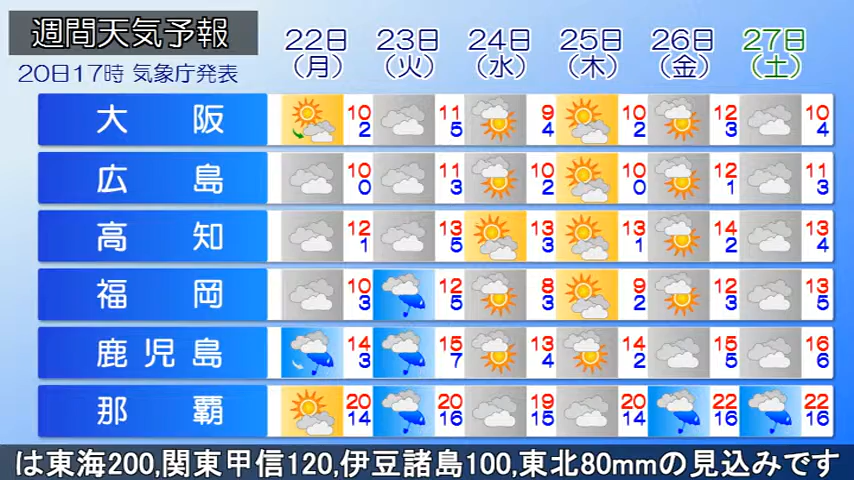 週間天気予報
20日17時 気象庁発表
22日 23日 24日 25日 26日 27日
(月) (火) (水) (木) (金) (土)
大阪 10 2 11 5 9 4 10 2 12 3 10 4
広島 10 0 11 3 10 2 10 0 12 1 11 3
高知 12 1 13 5 13 3 13 1 14 2 13 4
福岡 10 3 12 5 8 3 9 2 12 3 13 5
鹿児島 14 3 15 7 13 4 14 2 15 5 16 6
那覇 20 14 20 16 19 15 20 14 22 16 22 16
は東海200,関東甲信120,伊豆諸島100,東北80mmの見込みです